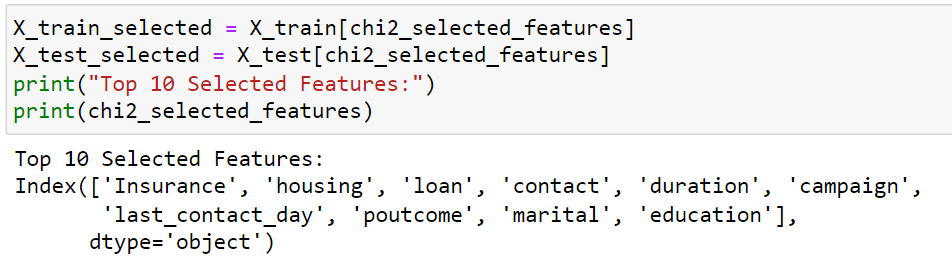 X_train_selected = X_train[chi2_selected_features]
X_test_selected = X_test[chi2_selected_features]
print("Top 10 Selected Features:")
print(chi2_selected_features)
Top 10 Selected Features:
Index(['Insurance', 'housing', 'loan', 'contact', 'duration', 'campaign',
       'last_contact_day', 'poutcome', 'marital', 'education'],
      dtype='object')